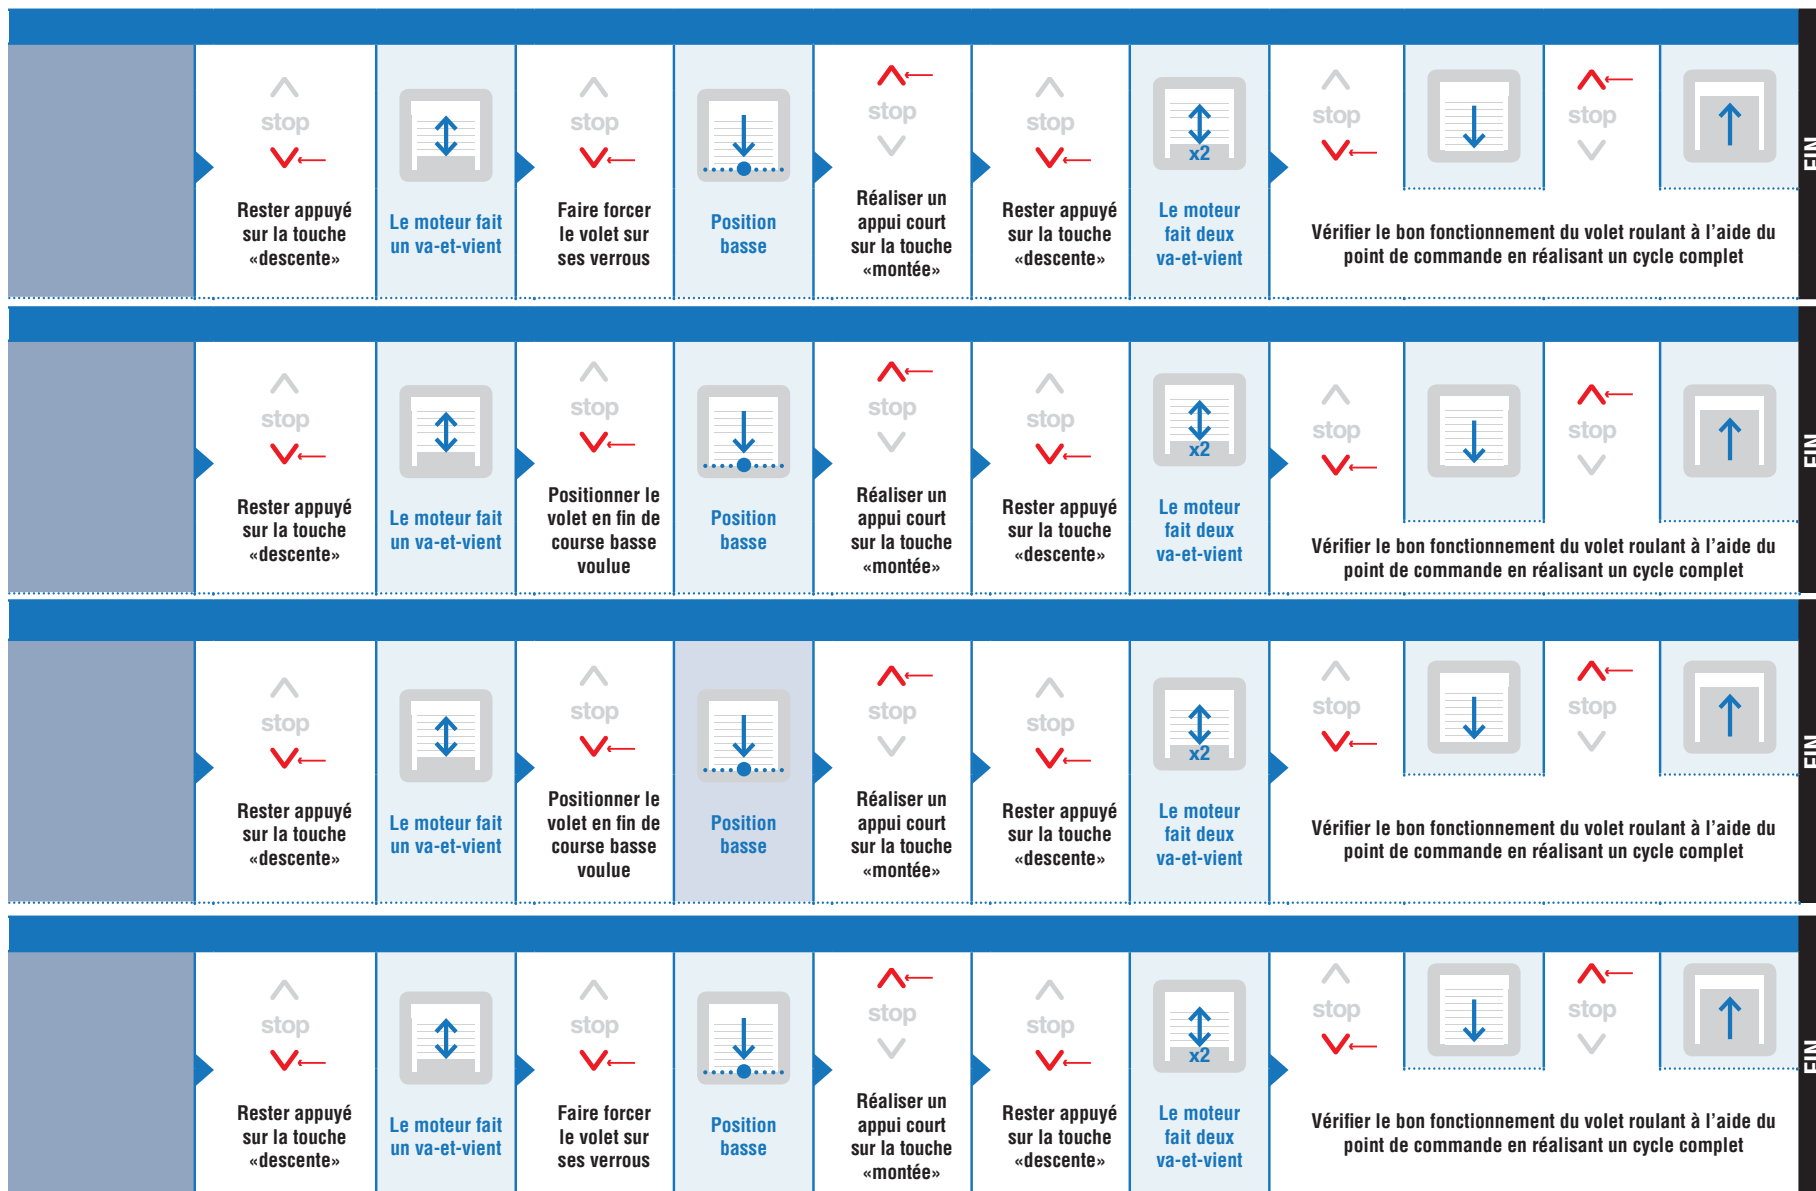 stop
Rester appuyé
sur la touche
«descente»
Le moteur fait
un va-et-vient
stop
Faire forcer
le volet sur
ses verrous
Position
basse
stop
Réaliser un
appui court
sur la touche
«montée»
stop
Rester appuyé
sur la touche
«descente»
x2
Le moteur
fait deux
va-et-vient
stop
stop
Vérifier le bon fonctionnement du volet roulant à l’aide du
point de commande en réalisant un cycle complet
FIN
stop
Rester appuyé
sur la touche
«descente»
Le moteur fait
un va-et-vient
stop
Positionner le
volet en fin de
course basse
voulue
Position
basse
stop
Réaliser un
appui court
sur la touche
«montée»
stop
Rester appuyé
sur la touche
«descente»
x2
Le moteur
fait deux
va-et-vient
stop
stop
Vérifier le bon fonctionnement du volet roulant à l’aide du
point de commande en réalisant un cycle complet
FIN
stop
Rester appuyé
sur la touche
«descente»
Le moteur fait
un va-et-vient
stop
Positionner le
volet en fin de
course basse
voulue
Position
basse
stop
Réaliser un
appui court
sur la touche
«montée»
stop
Rester appuyé
sur la touche
«descente»
x2
Le moteur
fait deux
va-et-vient
stop
stop
Vérifier le bon fonctionnement du volet roulant à l’aide du
point de commande en réalisant un cycle complet
FIN
stop
Rester appuyé
sur la touche
«descente»
Le moteur fait
un va-et-vient
stop
Faire forcer
le volet sur
ses verrous
Position
basse
stop
Réaliser un
appui court
sur la touche
«montée»
stop
Rester appuyé
sur la touche
«descente»
x2
Le moteur
fait deux
va-et-vient
stop
stop
Vérifier le bon fonctionnement du volet roulant à l’aide du
point de commande en réalisant un cycle complet
FIN